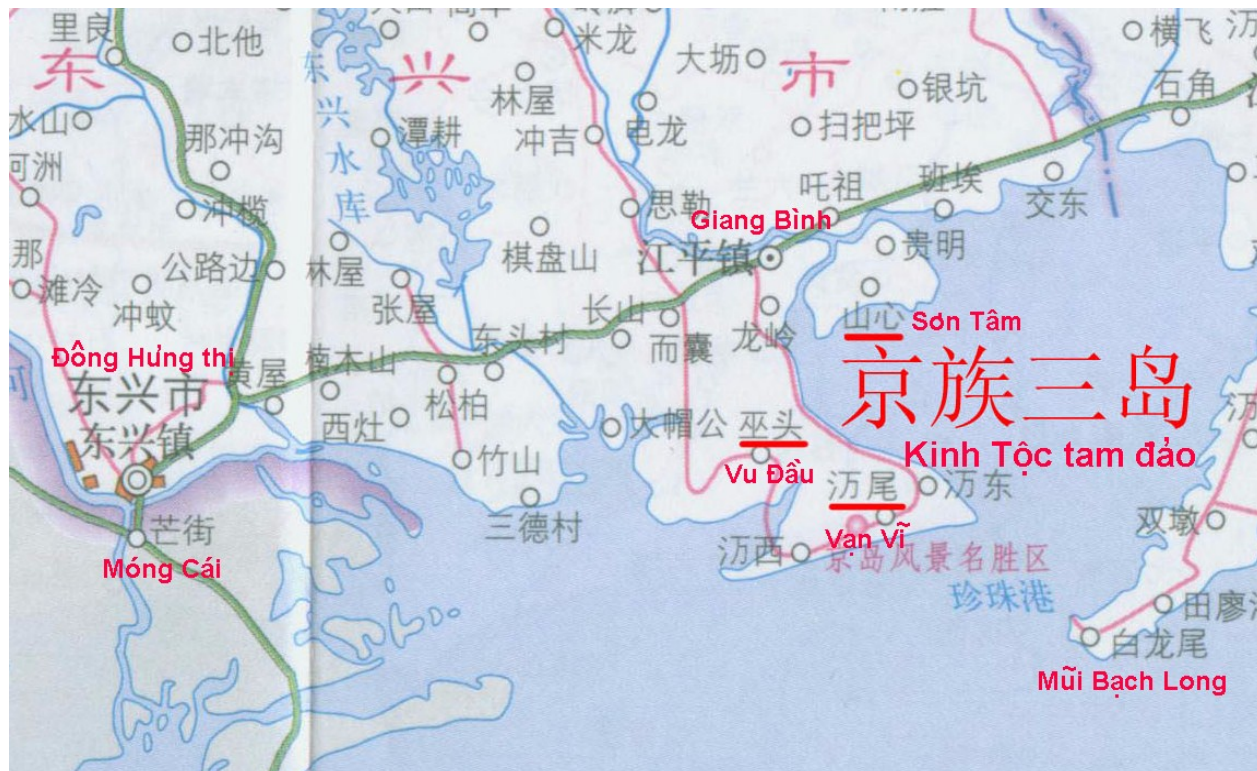 里良
北他
米龙
大坜
横飞
东
兴
市
石角
林屋
银坑
水山
那冲沟
东兴水库
潭耕
冲吉
黾龙
扫把坪
河洲
冲榄
思勒
吒祖
班埃
交东
Giang Bình
那
公路边
林屋
棋盘山
江平镇
贵明
滩冷
冲蚊
张屋
长山
山心
Sơn Tâm
东头村
而囊
龙岭
Đông Hưng thị
黄屋
楠木山
京族三岛
东兴市
松柏
西灶
大帽公
巫头
Kinh Tộc tam đảo
东兴镇
竹山
Vu Đầu
沥尾
沥东
芒街
三德村
Vạn Vĩ
双墩
Móng Cái
沥西
京岛风景名胜区
珍珠港
田廖
白龙尾
Mũi Bạch Long